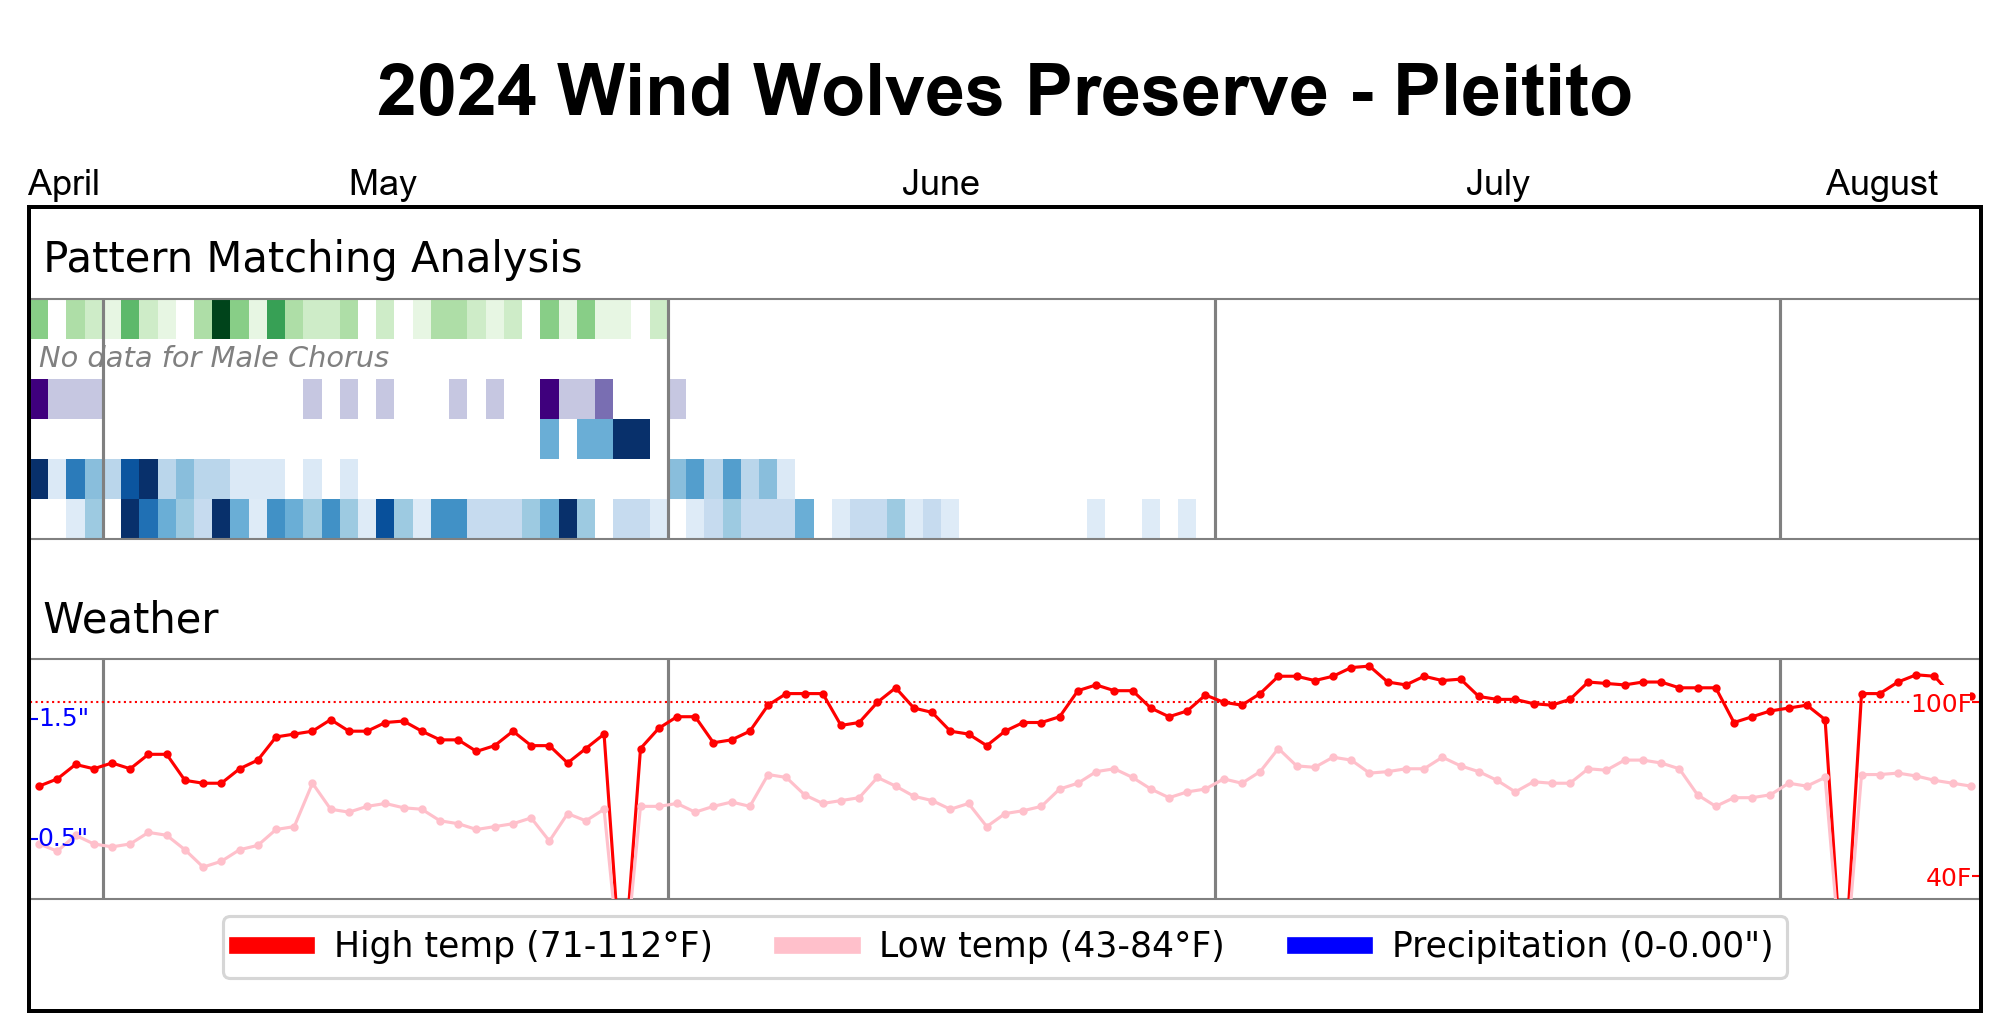 2024 Wind Wolves Preserve - Pleitito
April May June July August
Pattern Matching Analysis
No data for Male Chorus
Weather
1.5"
100F
0.5"
40F
High temp (71-112°F) Low temp (43-84°F) Precipitation (0-0.00")